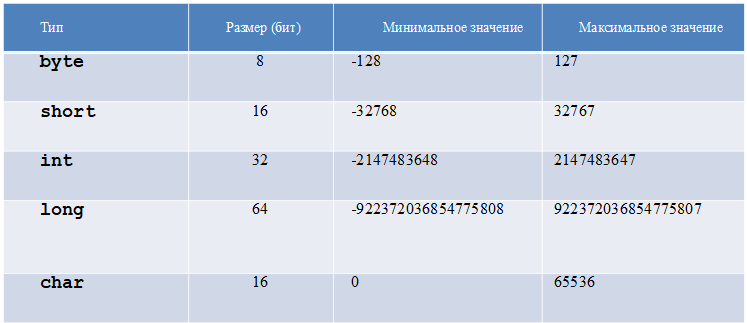 Тип Размер (бит) Минимальное значение Максимальное значение
byte 8 -128 127
short 16 -32768 32767
int 32 -2147483648 2147483647
long 64 -922372036854775808 922372036854775807
char 16 0 65536